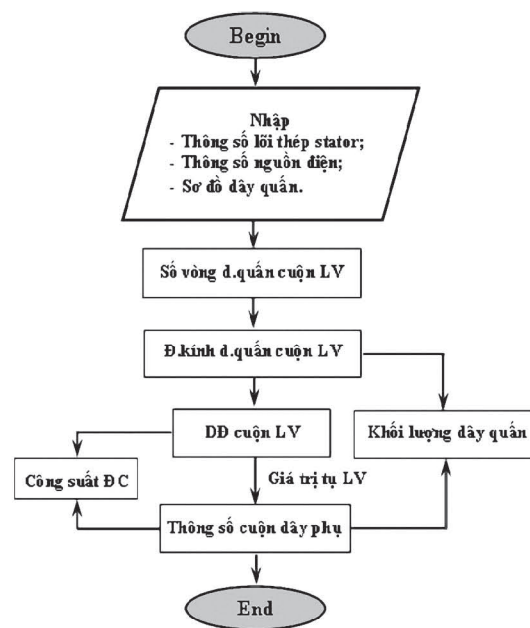 Begin
Nhập
- Thông số lõi thép stator;
- Thông số nguồn điện;
- Sơ đồ dây quấn.
Số vòng d.quấn cuộn LV
Đ.kính d.quấn cuộn LV
DĐ cuộn LV
Khối lượng dây quấn
Công suất ĐC
Giá trị tụ LV
Thông số cuộn dây phụ
End